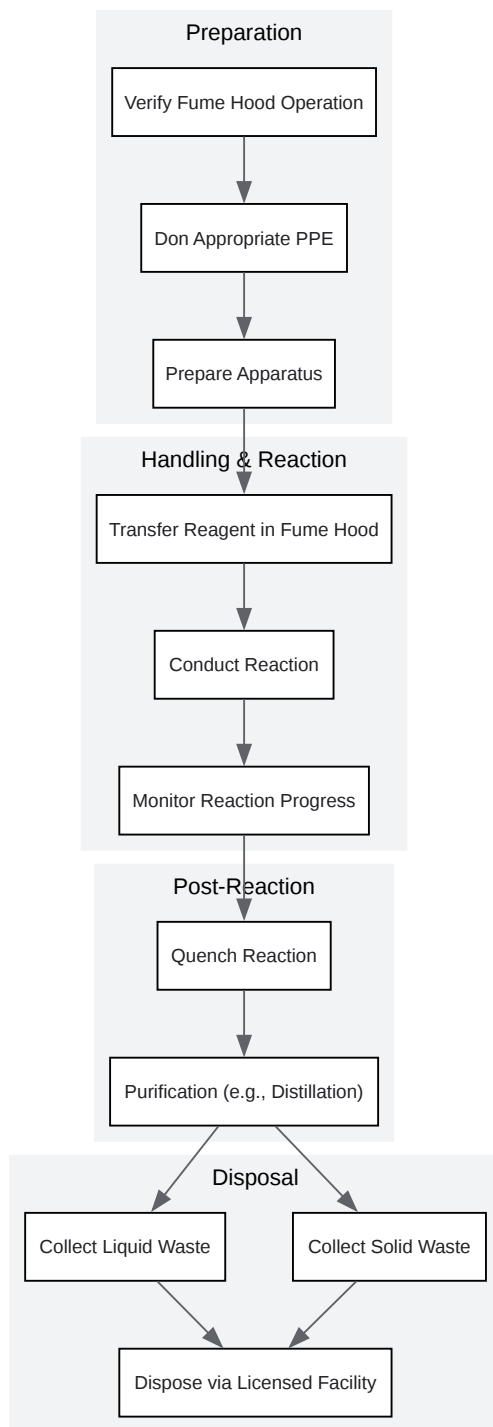 Preparation
Verify Fume Hood Operation
Don Appropriate PPE
Prepare Apparatus
Handling & Reaction
Transfer Reagent in Fume Hood
Conduct Reaction
Monitor Reaction Progress
Post-Reaction
Quench Reaction
Purification (e.g., Distillation)
Disposal
Collect Liquid Waste
Collect Solid Waste
Dispose via Licensed Facility